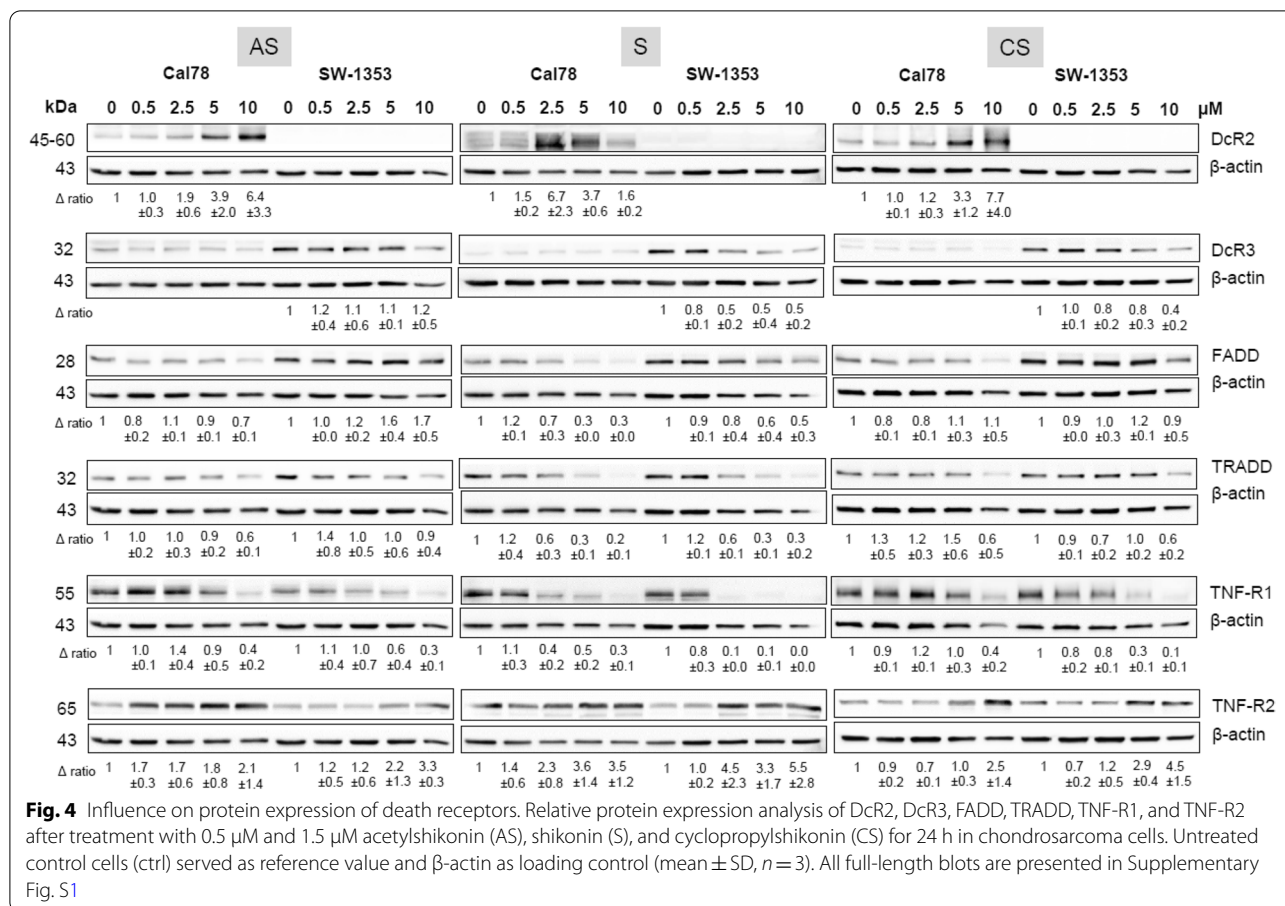 AS S CS
Cal78 SW-1353 Cal78 SW-1353 Cal78 SW-1353
kDa 0 0.5 2.5 5 10 0 0.5 2.5 5 10 0 0.5 2.5 5 10 0 0.5 2.5 5 10 0 0.5 2.5 5 10 0 0.5 2.5 5 10 μM
45-60 DcR2
43 β-actin
Δ ratio 1 1.0 1.9 3.9 6.4 1 1.5 6.7 3.7 1.6 1 1.0 1.2 3.3 7.7
±0.3 ±0.6 ±2.0 ±3.3 ±0.2 ±2.3 ±0.6 ±0.2 ±0.1 ±0.3 ±1.2 ±4.0
32 DcR3
43 β-actin
Δ ratio 1 1.2 1.1 1.1 1.2 1 0.8 0.5 0.5 0.5 1 1.0 0.8 0.8 0.4
±0.4 ±0.6 ±0.1 ±0.5 ±0.1 ±0.2 ±0.4 ±0.2 ±0.1 ±0.2 ±0.3 ±0.2
28 FADD
43 β-actin
Δ ratio 1 0.8 1.1 0.9 0.7 1 1.0 1.2 1.6 1.7 1 1.2 0.7 0.3 0.3 1 0.9 0.8 0.6 0.5 1 0.8 0.8 1.1 1.1 1 0.9 1.0 1.2 0.9
±0.2 ±0.1 ±0.1 ±0.1 ±0.0 ±0.2 ±0.4 ±0.5 ±0.1 ±0.3 ±0.0 ±0.0 ±0.1 ±0.4 ±0.4 ±0.3 ±0.1 ±0.1 ±0.3 ±0.5 ±0.0 ±0.3 ±0.1 ±0.5
32 TRADD
43 β-actin
Δ ratio 1 1.0 1.0 0.9 0.6 1 1.4 1.0 1.0 0.9 1 1.2 0.6 0.3 0.2 1 1.2 0.6 0.3 0.3 1 1.3 1.2 1.5 0.6 1 0.9 0.7 1.0 0.6
±0.2 ±0.3 ±0.2 ±0.1 ±0.8 ±0.5 ±0.6 ±0.4 ±0.4 ±0.3 ±0.1 ±0.1 ±0.1 ±0.1 ±0.1 ±0.2 ±0.5 ±0.3 ±0.6 ±0.5 ±0.1 ±0.2 ±0.2 ±0.2
55 TNF-R1
43 β-actin
Δ ratio 1 1.0 1.4 0.9 0.4 1 1.1 1.0 0.6 0.3 1 1.1 0.4 0.5 0.3 1 0.8 0.1 0.1 0.0 1 0.9 1.2 1.0 0.4 1 0.8 0.8 0.3 0.1
±0.1 ±0.4 ±0.5 ±0.2 ±0.4 ±0.7 ±0.4 ±0.1 ±0.3 ±0.2 ±0.2 ±0.1 ±0.3 ±0.0 ±0.1 ±0.0 ±0.1 ±0.1 ±0.3 ±0.2 ±0.2 ±0.1 ±0.1 ±0.1
65 TNF-R2
43 β-actin
Δ ratio 1 1.7 1.7 1.8 2.1 1 1.2 1.2 2.2 3.3 1 1.4 2.3 3.6 3.5 1 1.0 4.5 3.3 5.5 1 0.9 0.7 1.0 2.5 1 0.7 1.2 2.9 4.5
±0.3 ±0.6 ±0.8 ±1.4 ±0.5 ±0.6 ±1.3 ±0.3 ±0.6 ±0.8 ±1.4 ±1.2 ±0.2 ±2.3 ±1.7 ±2.8 ±0.2 ±0.1 ±0.3 ±1.4 ±0.2 ±0.5 ±0.4 ±1.5
Fig. 4 Influence on protein expression of death receptors. Relative protein expression analysis of DcR2, DcR3, FADD, TRADD, TNF-R1, and TNF-R2
after treatment with 0.5 μM and 1.5 μM acetylshikonin (AS), shikonin (S), and cyclopropylshikonin (CS) for 24 h in chondrosarcoma cells. Untreated
control cells (ctrl) served as reference value and β-actin as loading control (mean ± SD, n = 3). All full-length blots are presented in Supplementary
Fig. S1